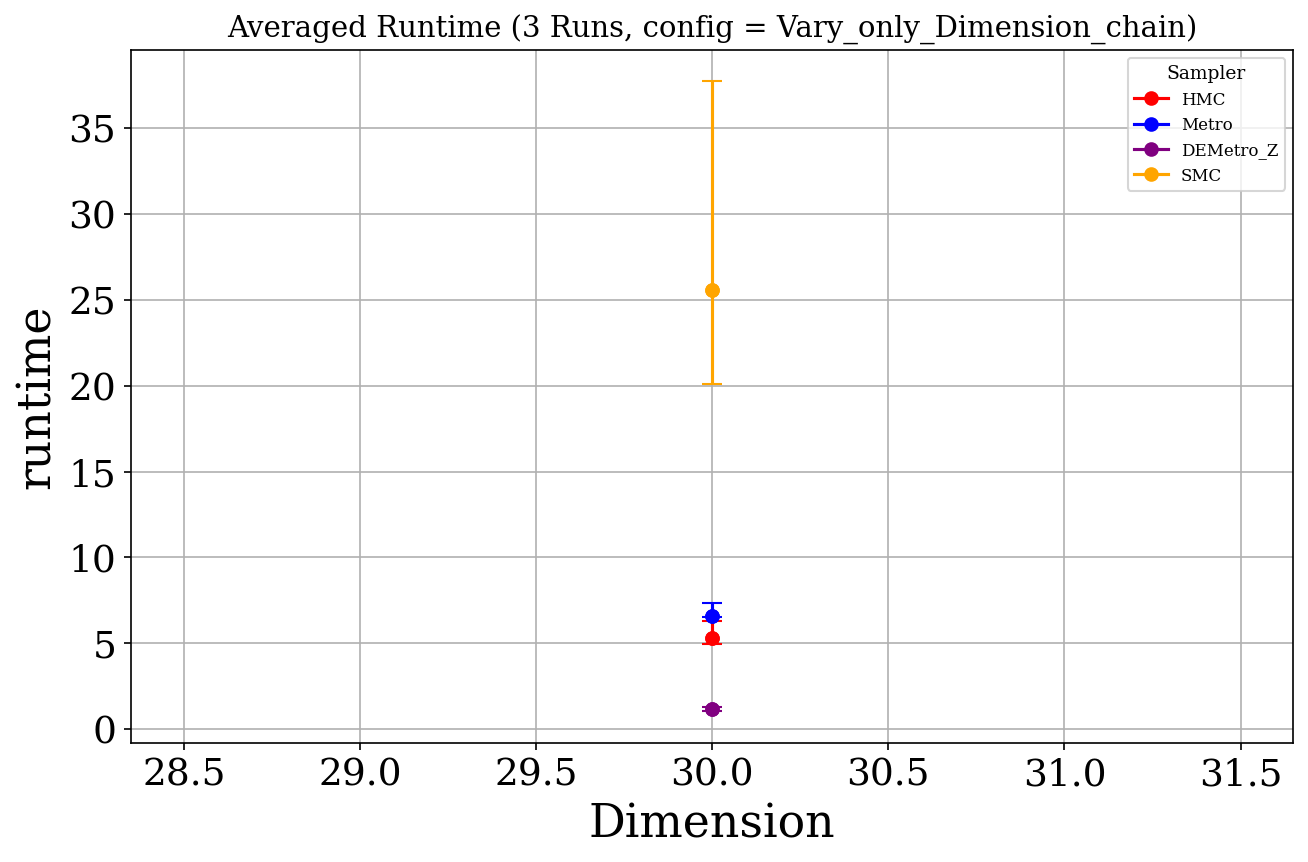 Averaged Runtime (3 Runs, config = Vary_only_Dimension_chain)
Sampler
HMC
Metro
DEMetro_Z
SMC
runtime
35
30
25
20
15
10
5
0
28.5 29.0 29.5 30.0 30.5 31.0 31.5
Dimension